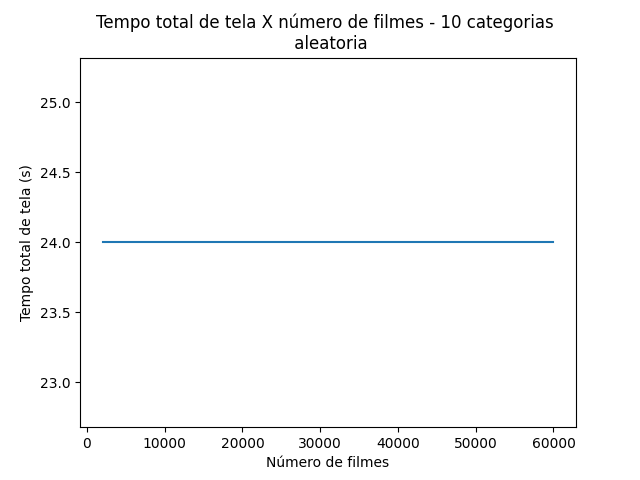 Tempo total de tela X número de filmes - 10 categorias
aleatoria
25.0
24.5
24.0
23.5
23.0
Tempo total de tela (s)
0 10000 20000 30000 40000 50000 60000
Número de filmes